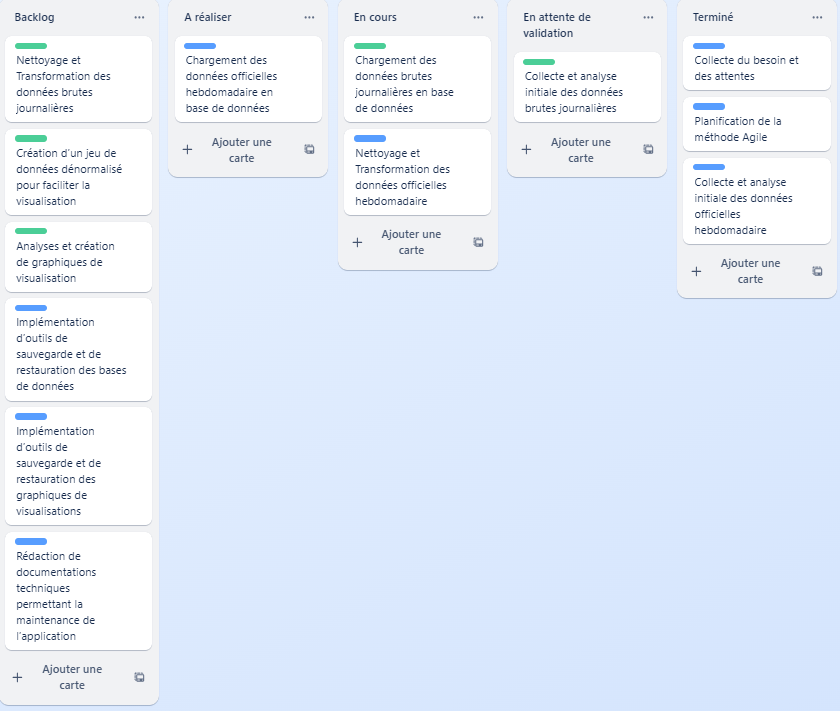 Backlog
Nettoyage et
Transformation des
données brutes
journalières
Création d'un jeu de
données dénormalisé
pour faciliter la
visualisation
Analyses et création
de graphiques de
visualisation
Implémentation
d'outils de
sauvegarde et de
restauration des bases
de données
Implémentation
d'outils de
sauvegarde et de
restauration des
graphiques de
visualisations
Rédaction de
documentations
techniques
permettant la
maintenance de
l'application
Ajouter une
carte
A réaliser
Chargement des
données officielles
hebdomadaire en
base de données
Ajouter une
carte
En cours
Chargement des
données brutes
journalières en base
de données
Nettoyage et
Transformation des
données officielles
hebdomadaire
Ajouter une
carte
En attente de
validation
Collecte et analyse
initiale des données
brutes journalières
Ajouter une
carte
Terminé
Collecte du besoin et
des attentes
Planification de la
méthode Agile
Collecte et analyse
initiale des données
officielles
hebdomadaire
Ajouter une
carte